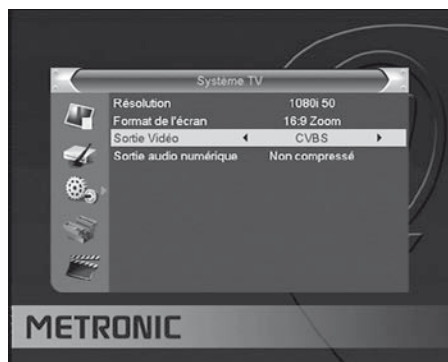 Système TV
Résolution 1080i 50
Format de l'écran 16:9 Zoom
Sortie Vidéo CVBS
Sortie audio numérique Non compressé
METRONIC